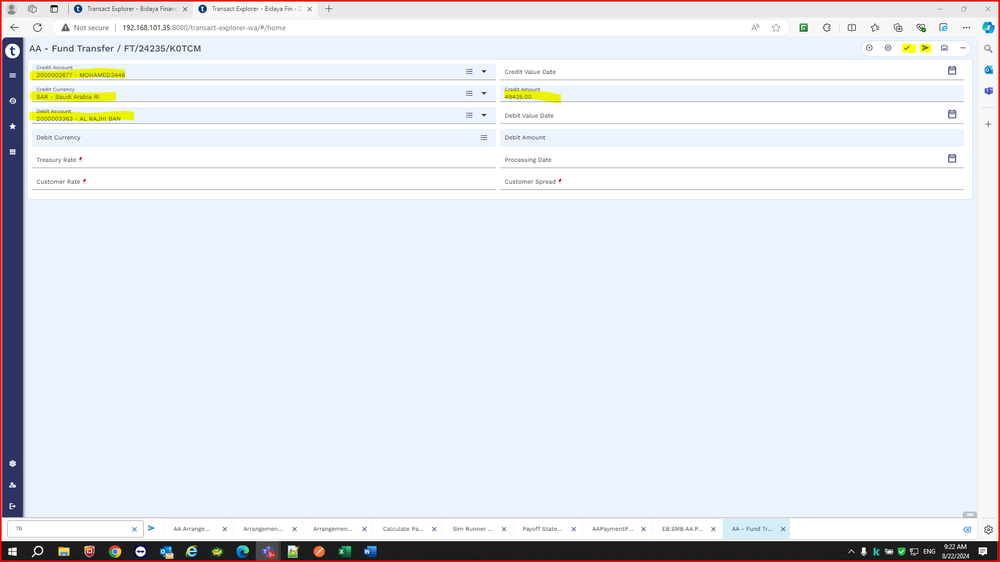 Transact Explorer - Bidaya Financ
Transact Explorer - Bidaya Fin - D
Not secure
192.168.101.35:8080/transact-explorer-wa/#/home
AA - Fund Transfer / FT/24235/K0TCM
Credit Account
2000002677 - MOHAMED3446
Credit Value Date
Credit Currency
SAR - Saudi Arabia Ri
Credit Amount
49425.00
Debit Account
2000003363 - AL RAJHI BAN
Debit Value Date
Debit Currency
Debit Amount
Treasury Rate
Processing Date
Customer Rate
Customer Spread
?6
AA Arrange...
Arrangemen...
Arrangemen...
Calculate Pa...
Sim Runner ...
Payoff State...
AAPaymentP...
EB.SMB.AA.P...
AA - Fund Tr...
9+
ENG
9:22 AM
8/22/2024